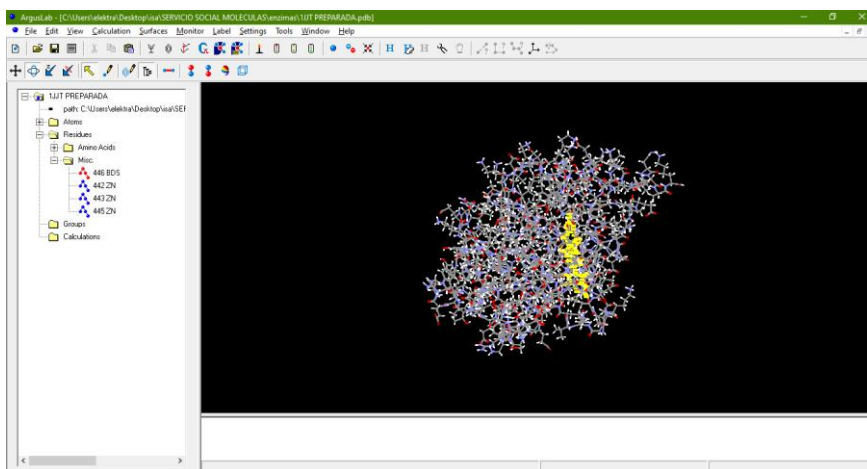 ArgusLab - [C:\Users\elektra\Desktop\isa\SERVICIO SOCIAL MOLECULAS\enzimas\1JJT PREPARADA.pdb]
File Edit View Calculation Surfaces Monitor Label Settings Tools Window Help
1JJT PREPARADA
path: C:\Users\elektra\Desktop\isa\SEF
Atoms
Residues
Amino Acids
Misc.
446 BDS
442 ZN
443 ZN
445 ZN
Groups
Calculations